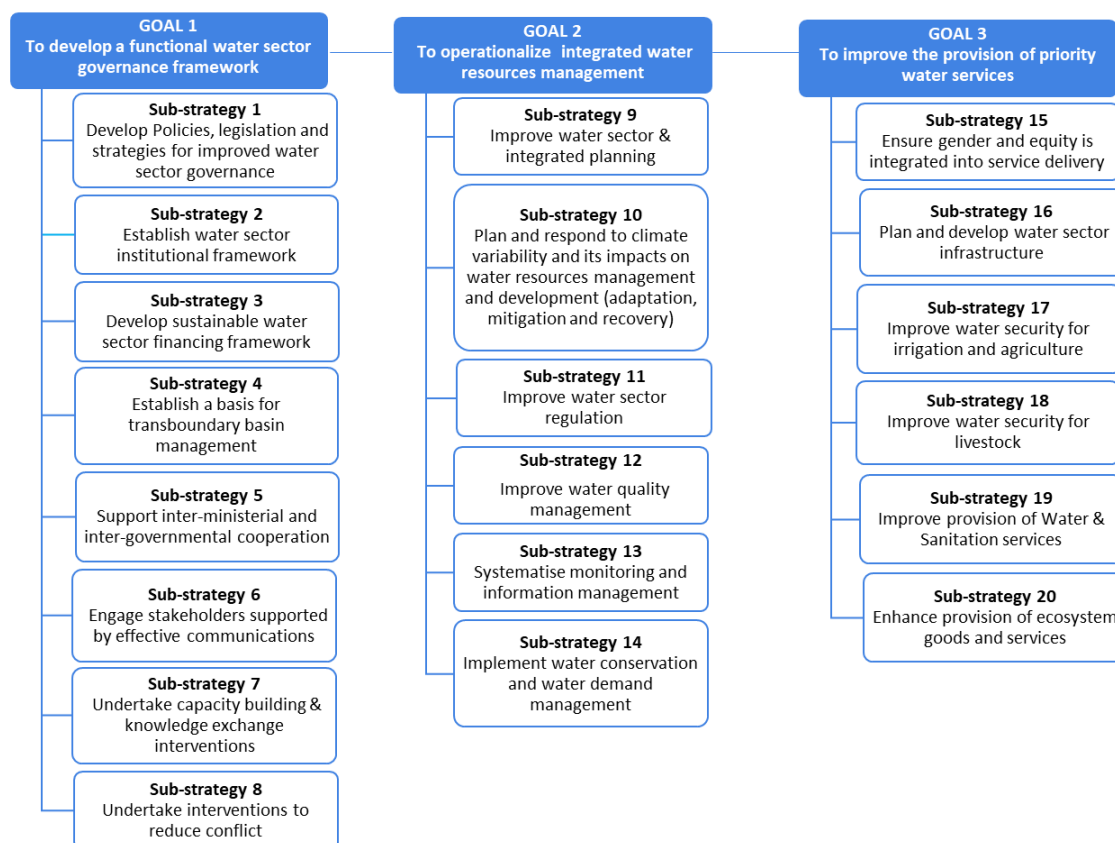 GOAL 1
To develop a functional water sector
governance framework
Sub-strategy 1
Develop Policies, legislation and
strategies for improved water
sector governance
Sub-strategy 2
Establish water sector
institutional framework
Sub-strategy 3
Develop sustainable water
sector financing framework
Sub-strategy 4
Establish a basis for
transboundary basin
management
Sub-strategy 5
Support inter-ministerial and
inter-governmental cooperation
Sub-strategy 6
Engage stakeholders supported
by effective communications
Sub-strategy 7
Undertake capacity building &
knowledge exchange
interventions
Sub-strategy 8
Undertake interventions to
reduce conflict
GOAL 2
To operationalize integrated water
resources management
Sub-strategy 9
Improve water sector &
integrated planning
Sub-strategy 10
Plan and respond to climate
variability and its impacts on
water resources management
and development (adaptation,
mitigation and recovery)
Sub-strategy 11
Improve water sector
regulation
Sub-strategy 12
Improve water quality
management
Sub-strategy 13
Systematise monitoring and
information management
Sub-strategy 14
Implement water conservation
and water demand
management
GOAL 3
To improve the provision of priority
water services
Sub-strategy 15
Ensure gender and equity is
integrated into service delivery
Sub-strategy 16
Plan and develop water sector
infrastructure
Sub-strategy 17
Improve water security for
irrigation and agriculture
Sub-strategy 18
Improve water security for
livestock
Sub-strategy 19
Improve provision of Water &
Sanitation services
Sub-strategy 20
Enhance provision of ecosystem
goods and services